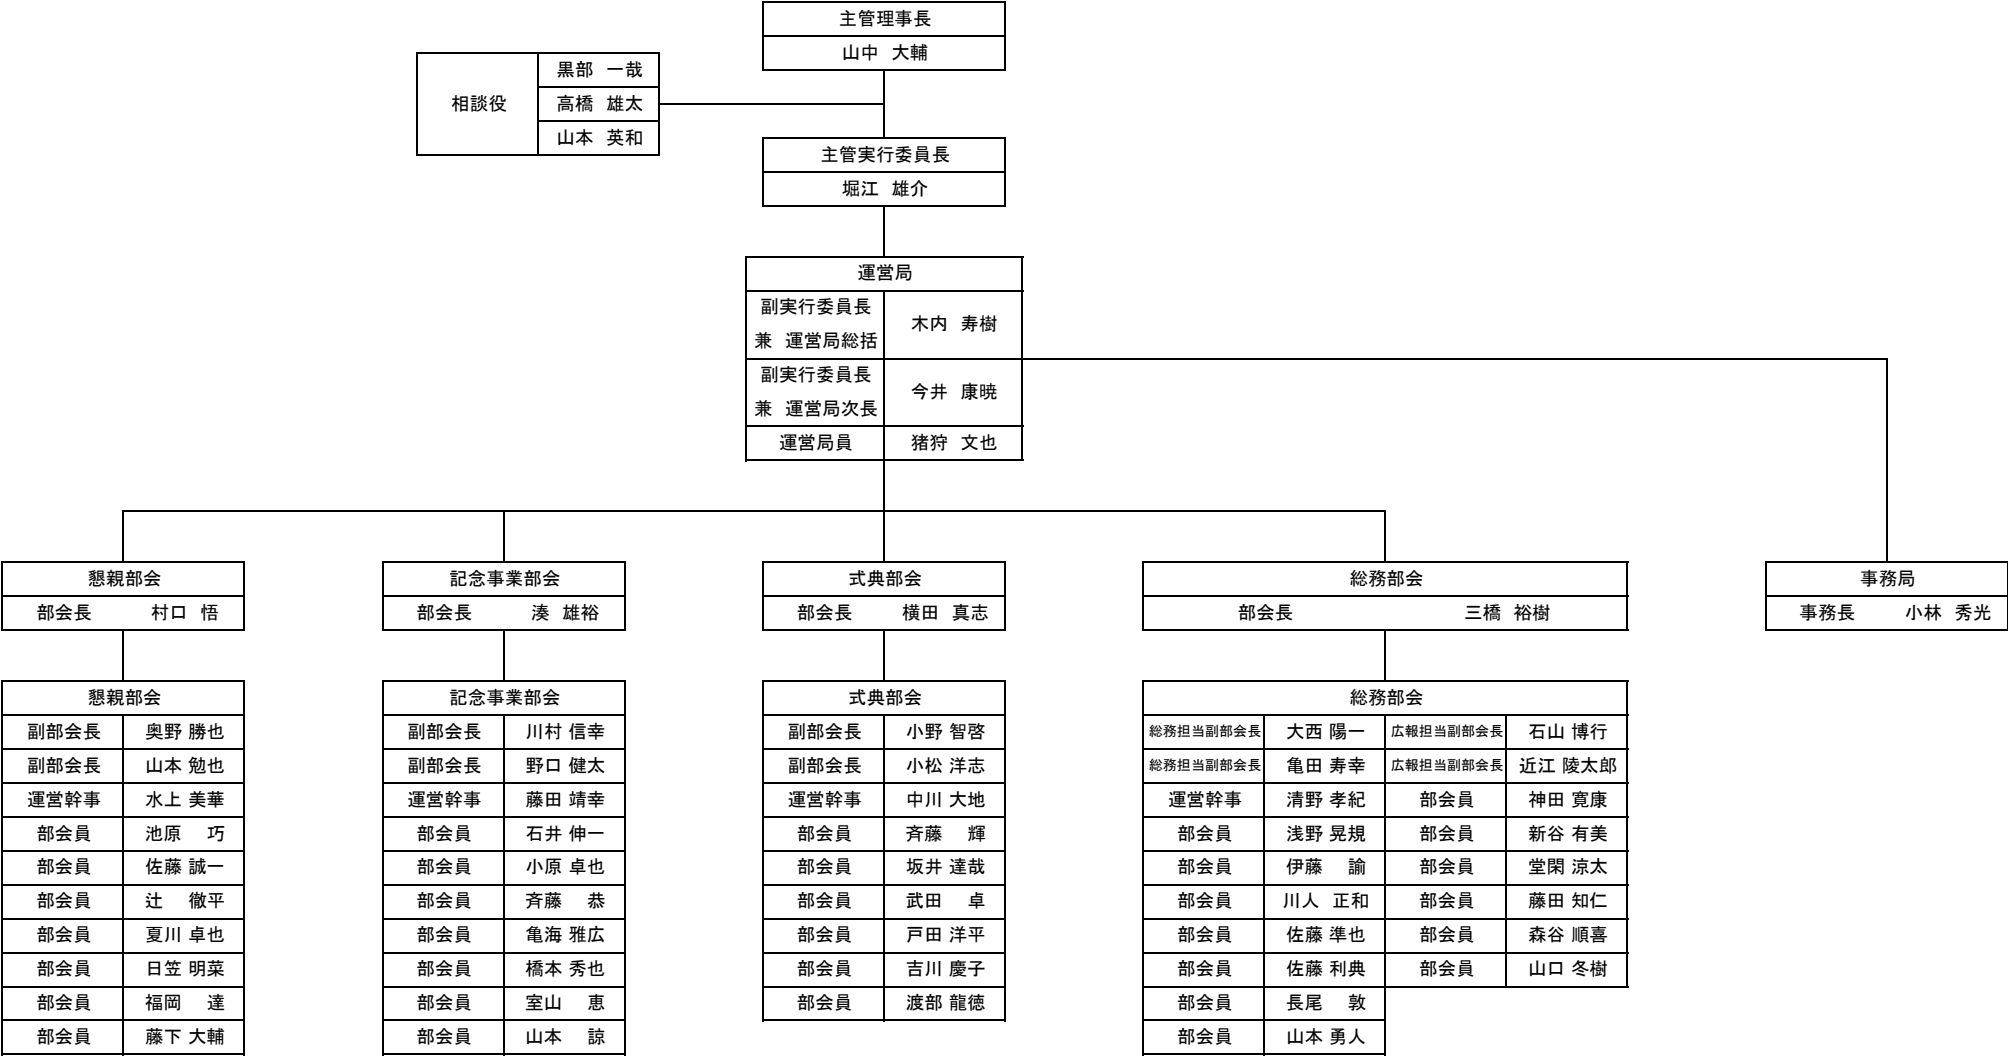 主管理事長
山中 大輔
相談役
黒部 一哉
高橋 雄太
山本 英和
主管実行委員長
堀江 雄介
運営局
副実行委員長
兼 運営局総括
木内 寿樹
副実行委員長
兼 運営局次長
今井 康暁
運営局員 猪狩 文也
懇親部会
部会長 村口 悟
懇親部会
副部会長 奥野 勝也
副部会長 山本 勉也
運営幹事 水上 美華
部会員 池原 巧
部会員 佐藤 誠一
部会員 辻 徹平
部会員 夏川 卓也
部会員 日笠 明菜
部会員 福岡 達
部会員 藤下 大輔
記念事業部会
部会長 湊 雄裕
記念事業部会
副部会長 川村 信幸
副部会長 野口 健太
運営幹事 藤田 靖幸
部会員 石井 伸一
部会員 小原 卓也
部会員 斉藤 恭
部会員 亀海 雅広
部会員 橋本 秀也
部会員 室山 恵
部会員 山本 諒
式典部会
部会長 横田 真志
式典部会
副部会長 小野 智啓
副部会長 小松 洋志
運営幹事 中川 大地
部会員 斉藤 輝
部会員 坂井 達哉
部会員 武田 卓
部会員 戸田 洋平
部会員 吉川 慶子
部会員 渡部 龍徳
総務部会
部会長 三橋 裕樹
総務部会
総務担当副部会長 大西 陽一 広報担当副部会長 石山 博行
総務担当副部会長 亀田 寿幸 広報担当副部会長 近江 陵太郎
運営幹事 清野 孝紀 部会員 神田 寛康
部会員 浅野 晃規 部会員 新谷 有美
部会員 伊藤 諭 部会員 堂閑 涼太
部会員 川人 正和 部会員 藤田 知仁
部会員 佐藤 準也 部会員 森谷 順喜
部会員 佐藤 利典 部会員 山口 冬樹
部会員 長尾 敦
部会員 山本 勇人
事務局
事務長 小林 秀光